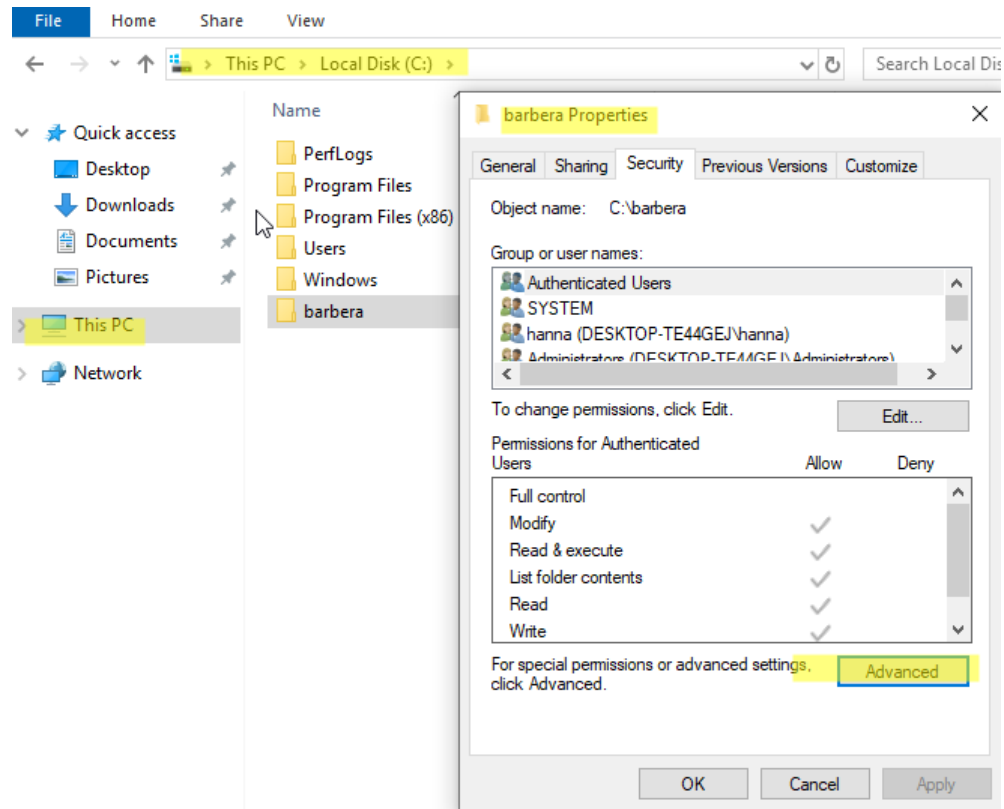 File Home Share View
This PC > Local Disk (C:) >
Search Local Dis
Name
Quick access
Desktop
Downloads
Documents
Pictures
This PC
Network
PerfLogs
Program Files
Program Files (x86)
Users
Windows
barbera
barbera Properties
General Sharing Security Previous Versions Customize
Object name: C:\barbera
Group or user names:
Authenticated Users
SYSTEM
hanna (DESKTOP-TE44GEJ\hanna)
Administrators (DESKTOP-TE44GEJ\Administrators)
To change permissions, click Edit.
Edit...
Permissions for Authenticated
Users Allow Deny
Full control
Modify
Read & execute
List folder contents
Read
Write
For special permissions or advanced settings,
click Advanced.
Advanced
OK Cancel Apply